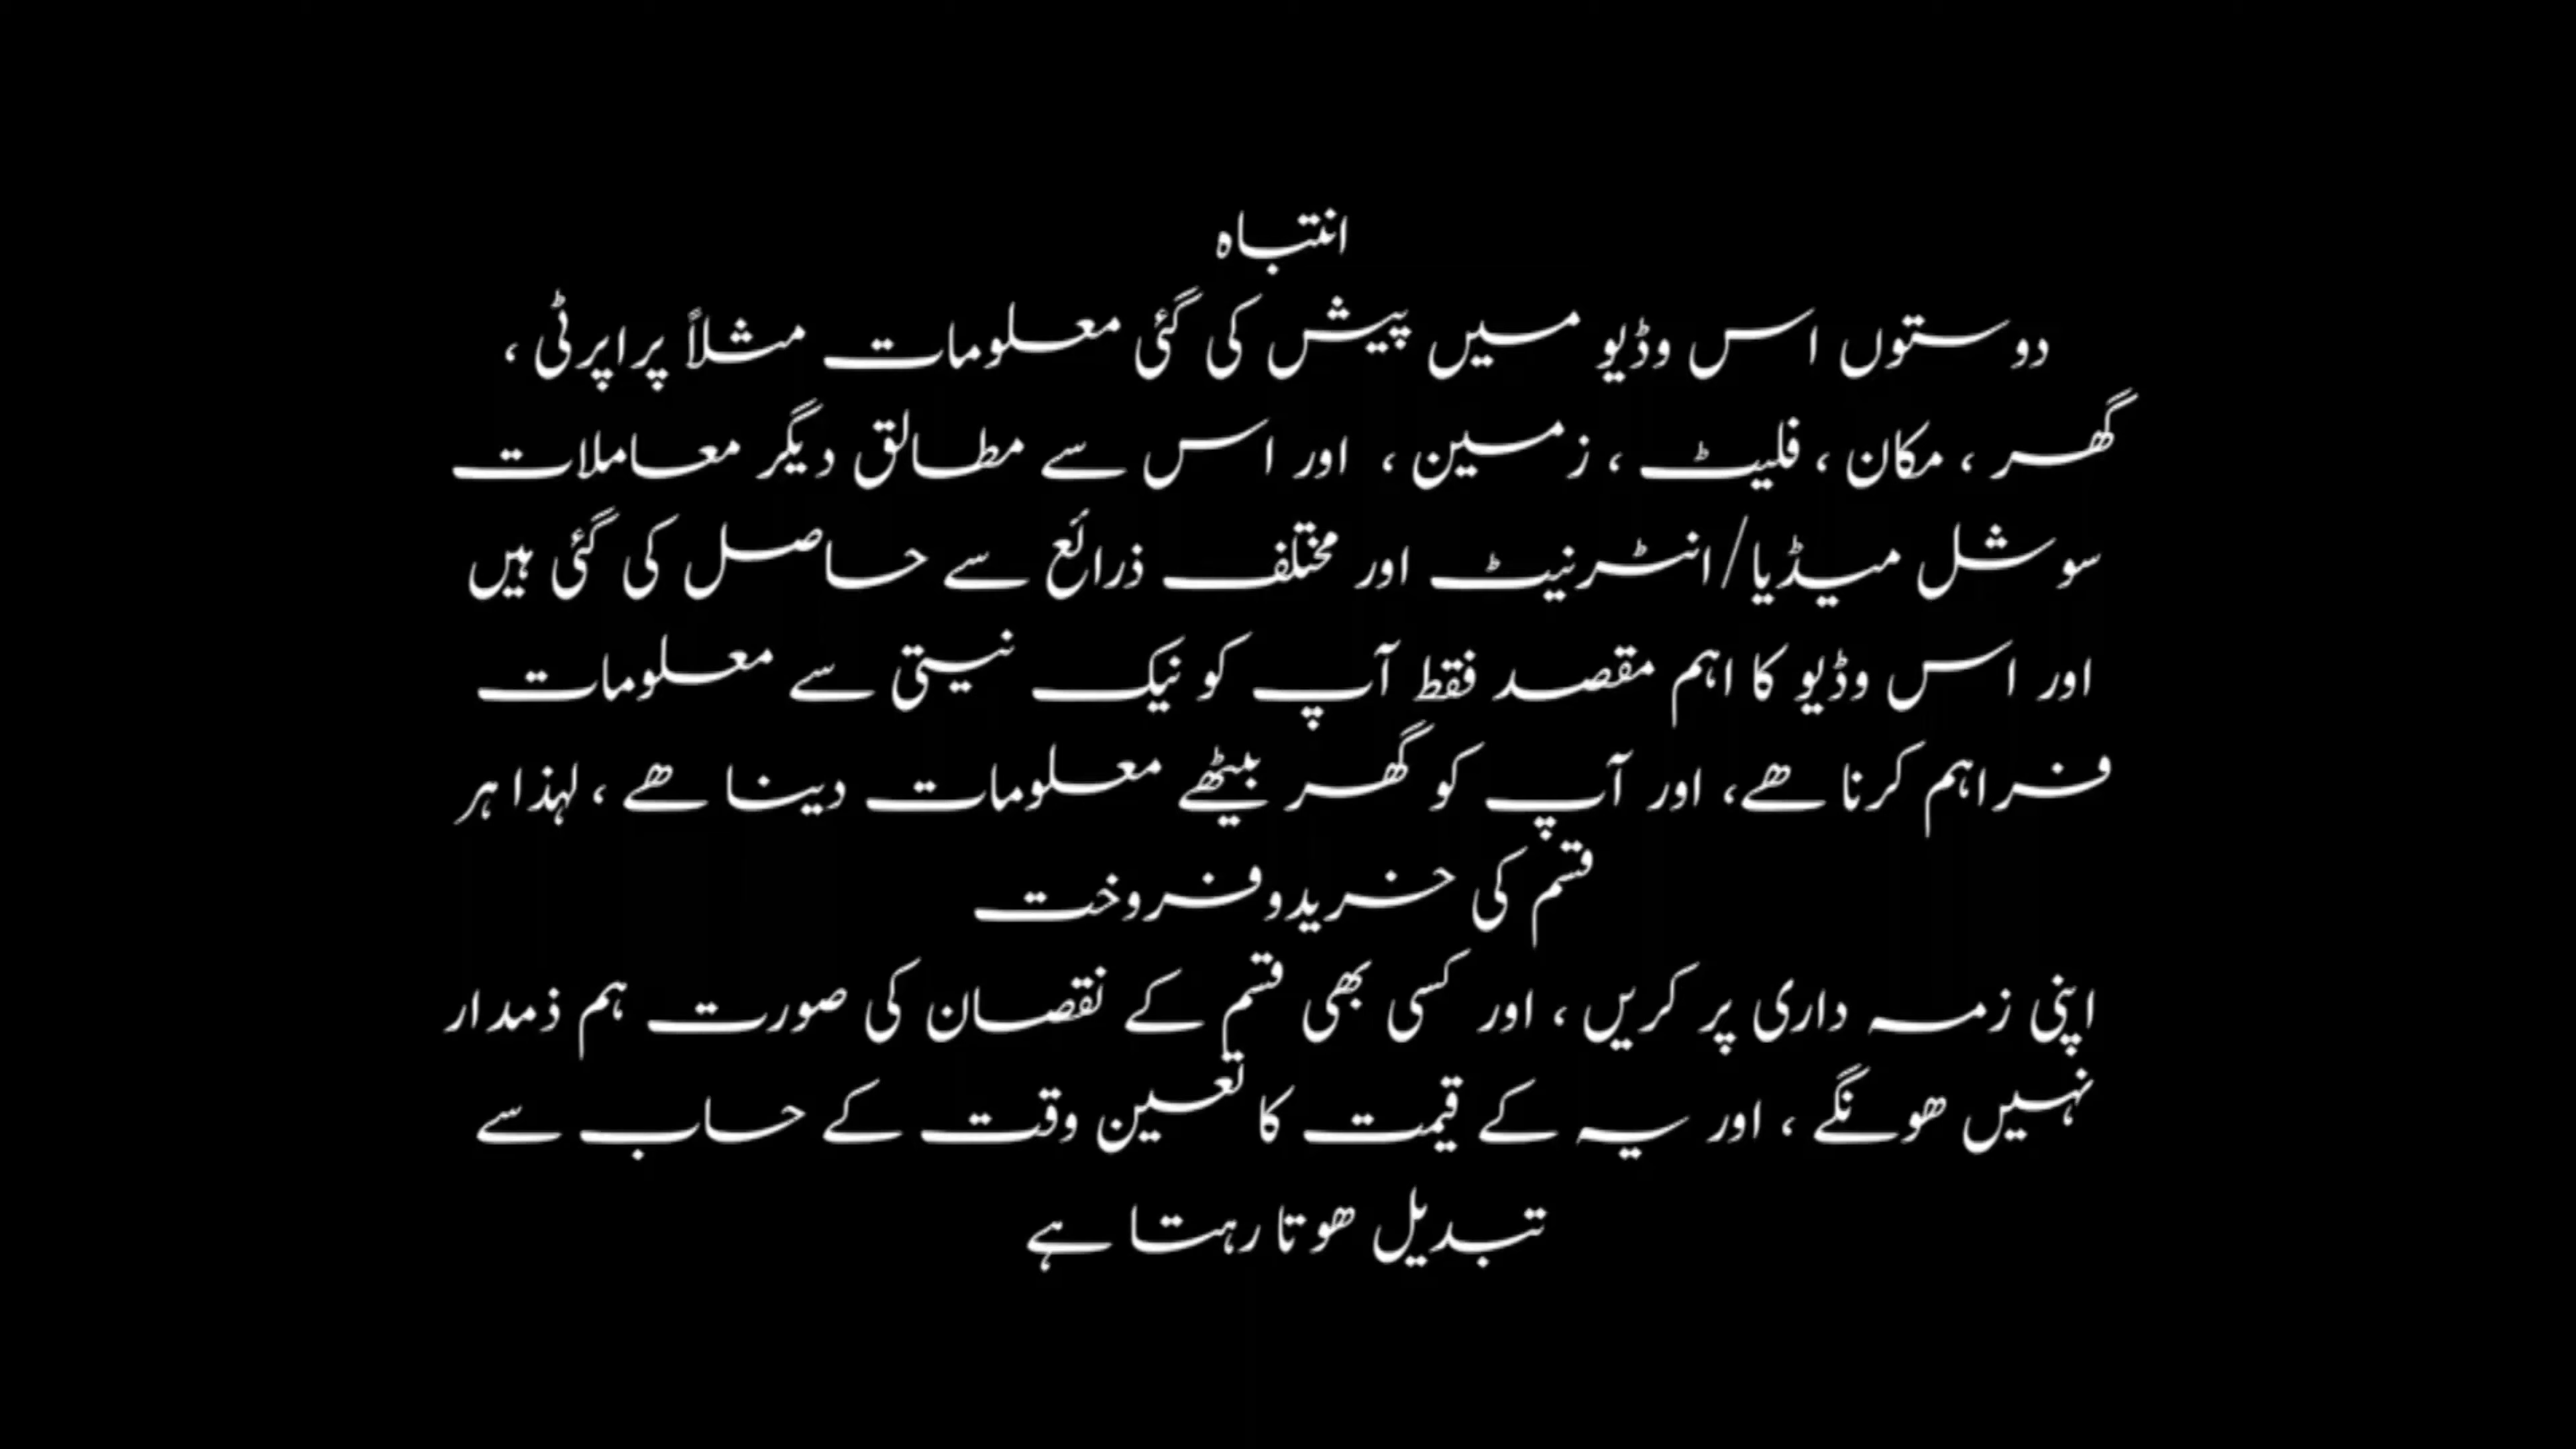 انتباہ
دوستوں اس وڈیو میں پیش کی گئی معلومات مثلاً پراپرٹی ،
گھر ، مکان ، فلیٹ ، زمین ، اور اس سے مطالق دیگر معاملات
سوشل میڈیا/انٹرنیٹ اور مختلف ذرائع سے حاصل کی گئی ہیں
اور اس وڈیو کا اہم مقصد فقط آپ کو نیک نیتی سے معلومات
فراہم کرنا ھے، اور آپ کو گھر بیٹھے معلومات دینا ھے ، لہذا ہر
قسم کی خریدوفروخت
اپنی زمہ داری پر کریں ، اور کسی بھی قسم کے نقصان کی صورت ہم ذمدار
نہیں ھونگے ، اور یہ کے قیمت کا تعین وقت کے حساب سے
تبدیل ھوتا رہتا ہے